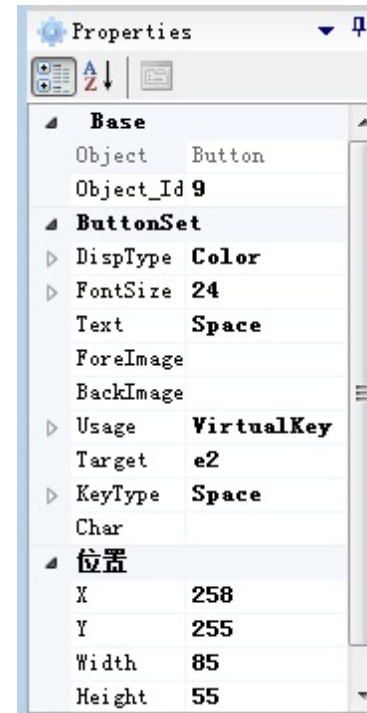 Properties
A
Z
Base
Object Button
Object_Id 9
ButtonSet
DispType Color
FontSize 24
Text Space
ForeImage
BackImage
Usage VirtualKey
Target e2
KeyType Space
Char
位置
X 258
Y 255
Width 85
Height 55